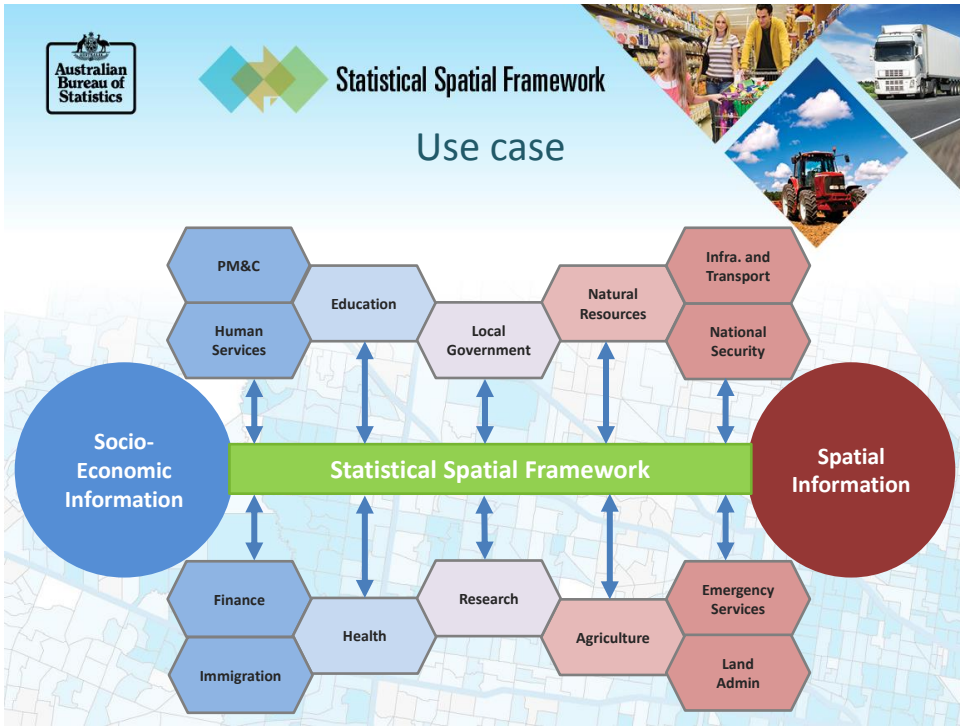 Australian
Bureau of
Statistics
Statistical Spatial Framework
Use case
PM&C
Human
Services
Education
Local
Government
Natural
Resources
Infra. and
Transport
National
Security
Socio-
Economic
Information
Statistical Spatial Framework
Spatial
Information
Finance
Immigration
Health
Research
Agriculture
Emergency
Services
Land
Admin